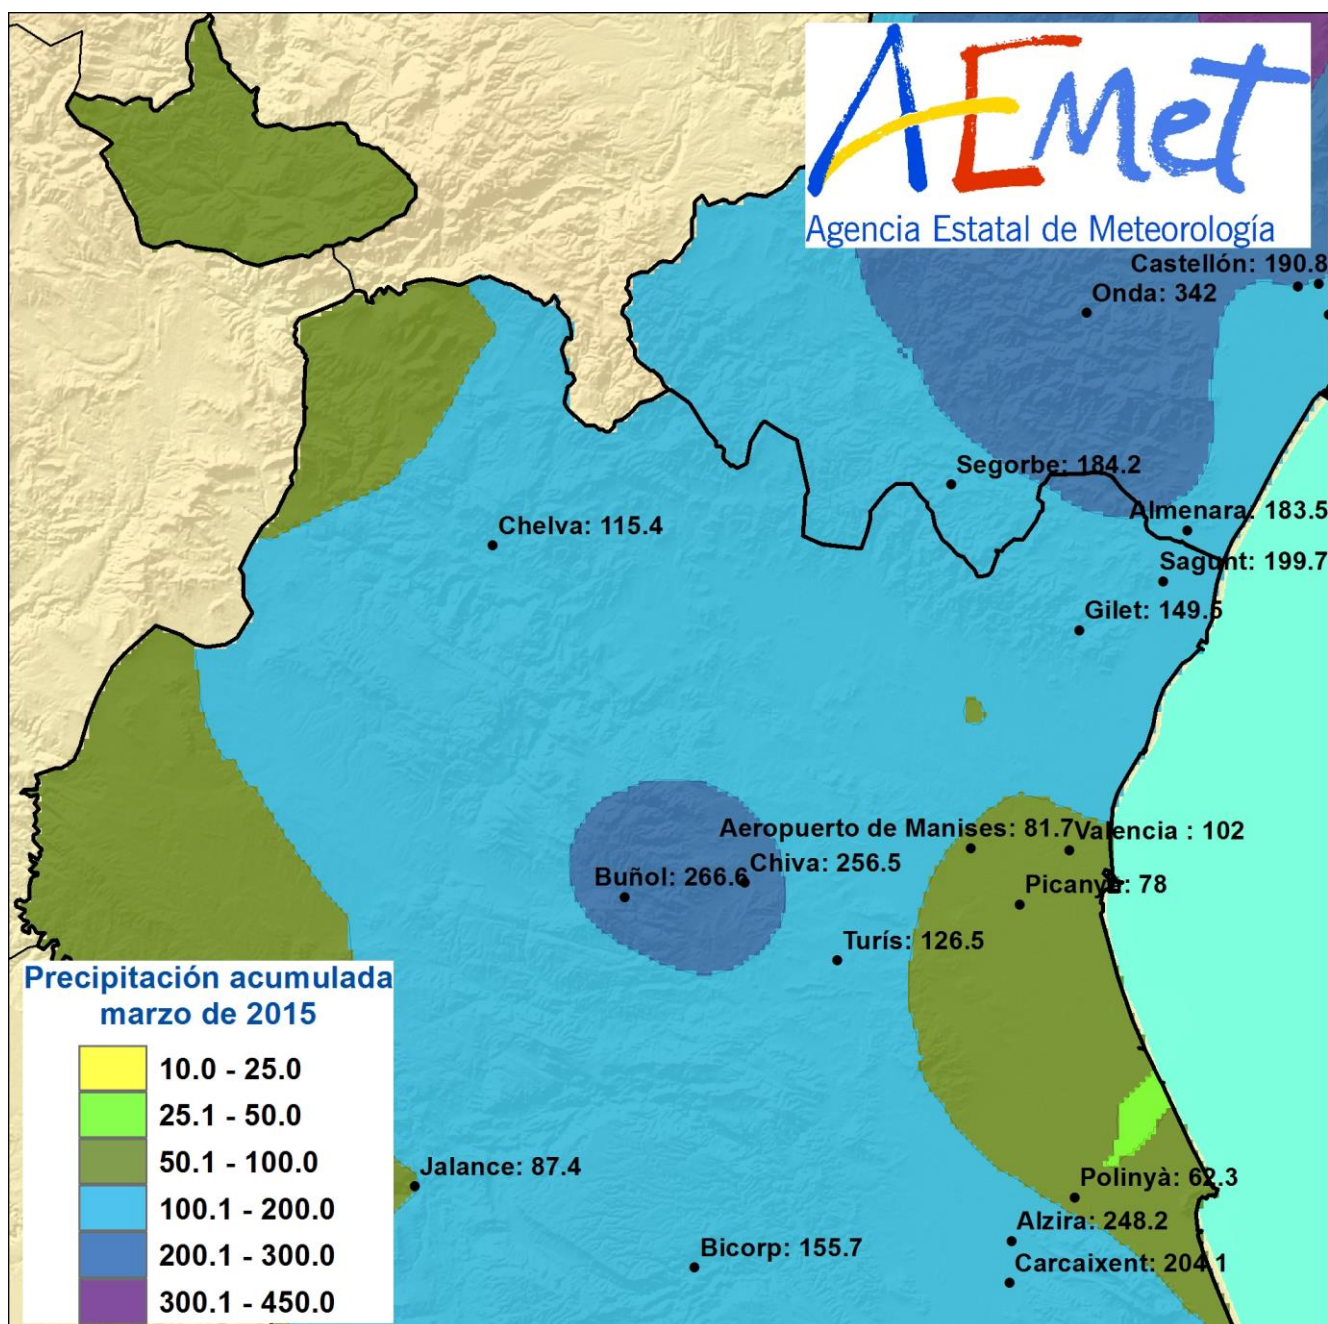 AEmet
Agencia Estatal de Meteorología
Castellón: 190.8
Onda: 342
Segorbe: 184.2
Almenara: 183.5
Chelva: 115.4
Sagunt: 199.7
Gilet: 149.5
Aeropuerto de Manises: 81.7
Valencia : 102
Chiva: 256.5
Buñol: 266.6
Picanya: 78
Turís: 126.5
Precipitación acumulada
marzo de 2015
10.0 - 25.0
25.1 - 50.0
50.1 - 100.0
100.1 - 200.0
200.1 - 300.0
300.1 - 450.0
Jalance: 87.4
Polinyà: 62.3
Alzira: 248.2
Bicorp: 155.7
Carcaixent: 204.1